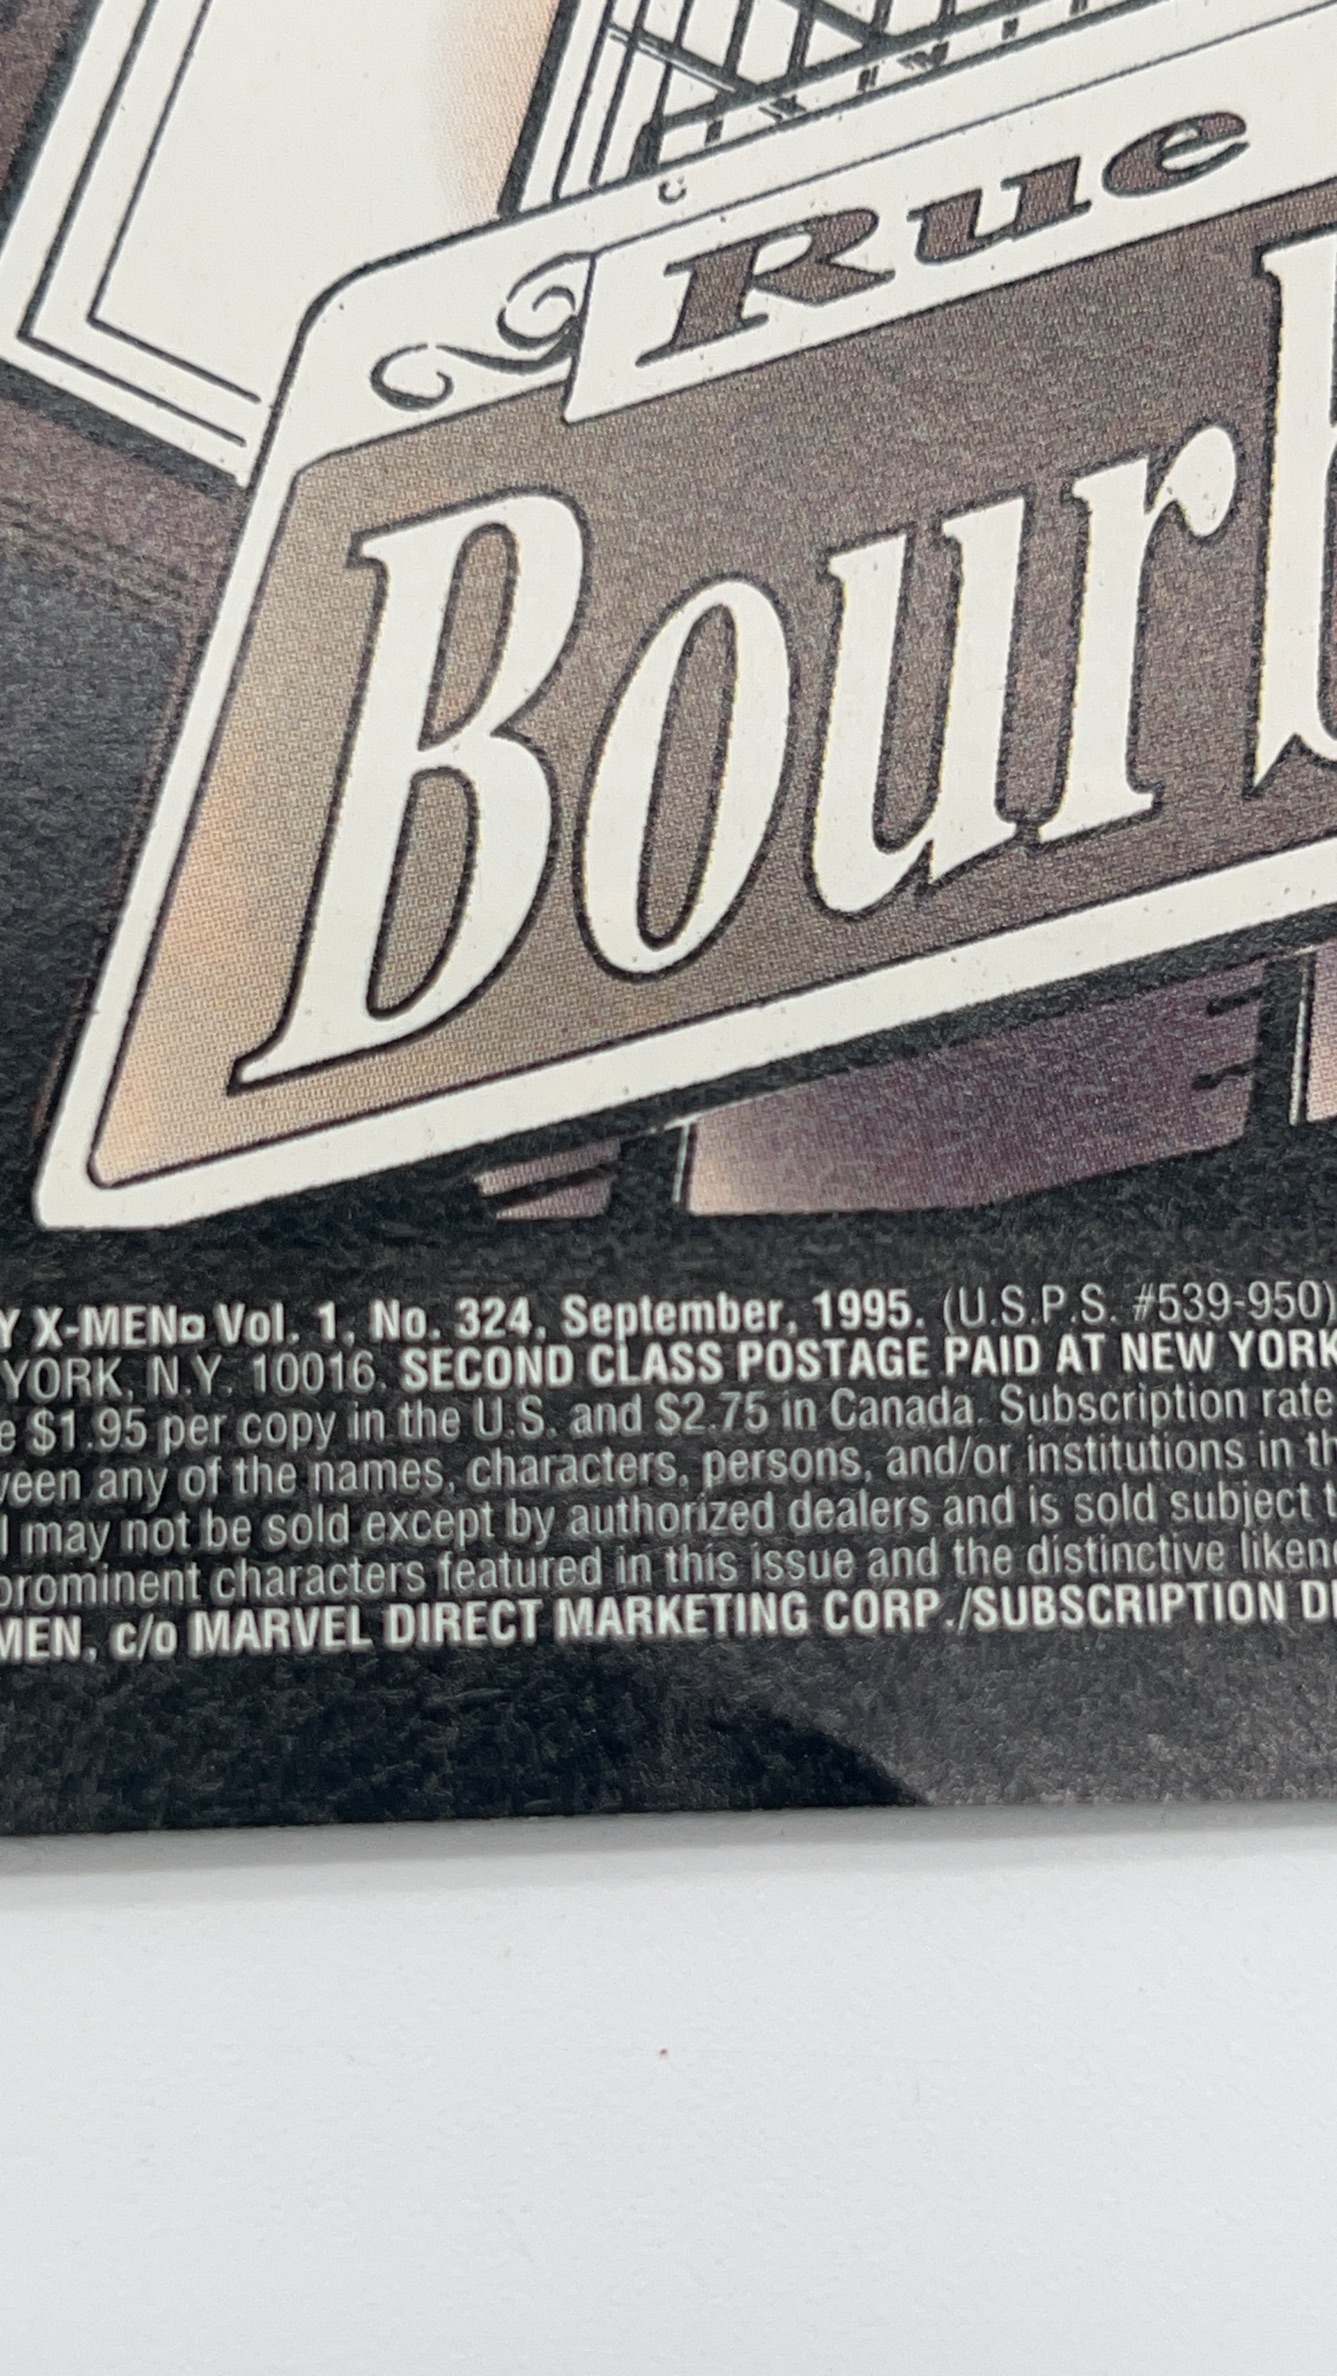 Rue
Bour
Y X-MEN Vol. 1, No. 324, September, 1995. (U.S.P.S. #539-950)
YORK, N.Y. 10016. SECOND CLASS POSTAGE PAID AT NEW YORK
e $1.95 per copy in the U.S. and $2.75 in Canada. Subscription rate
een any of the names, characters, persons, and/or institutions in th
may not be sold except by authorized dealers and is sold subject t
prominent characters featured in this issue and the distinctive liken
MEN, c/o MARVEL DIRECT MARKETING CORP./SUBSCRIPTION D